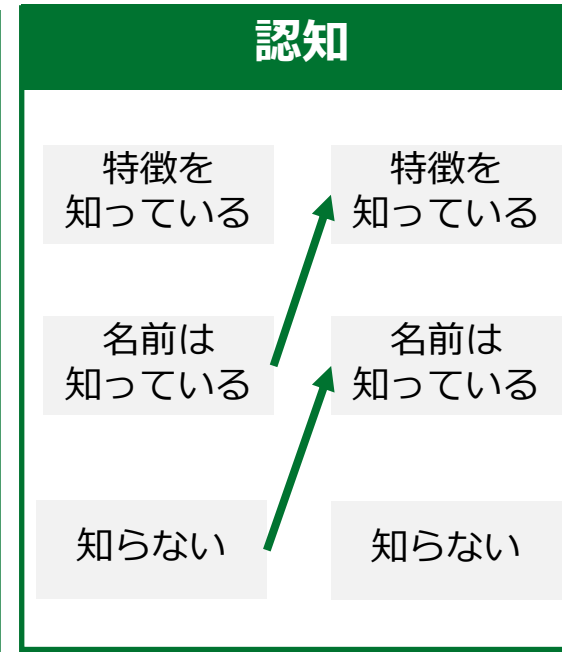 認知
特徴を
知っている
特徴を
知っている
名前は
知っている
名前は
知っている
知らない
知らない